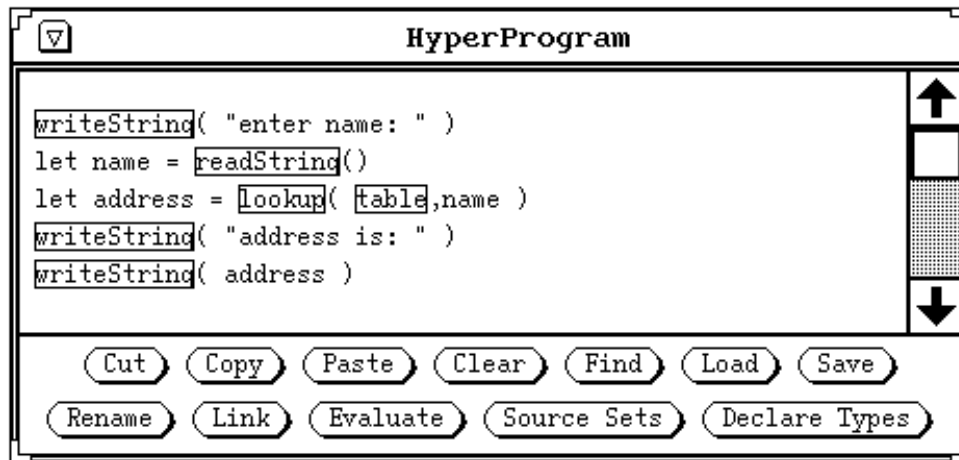 HyperProgram
writeString( "enter name: " )
let name = readString()
let address = lookup( table,name )
writeString( "address is: " )
writeString( address )
Cut Copy Paste Clear Find Load Save
Rename Link Evaluate Source Sets Declare Types